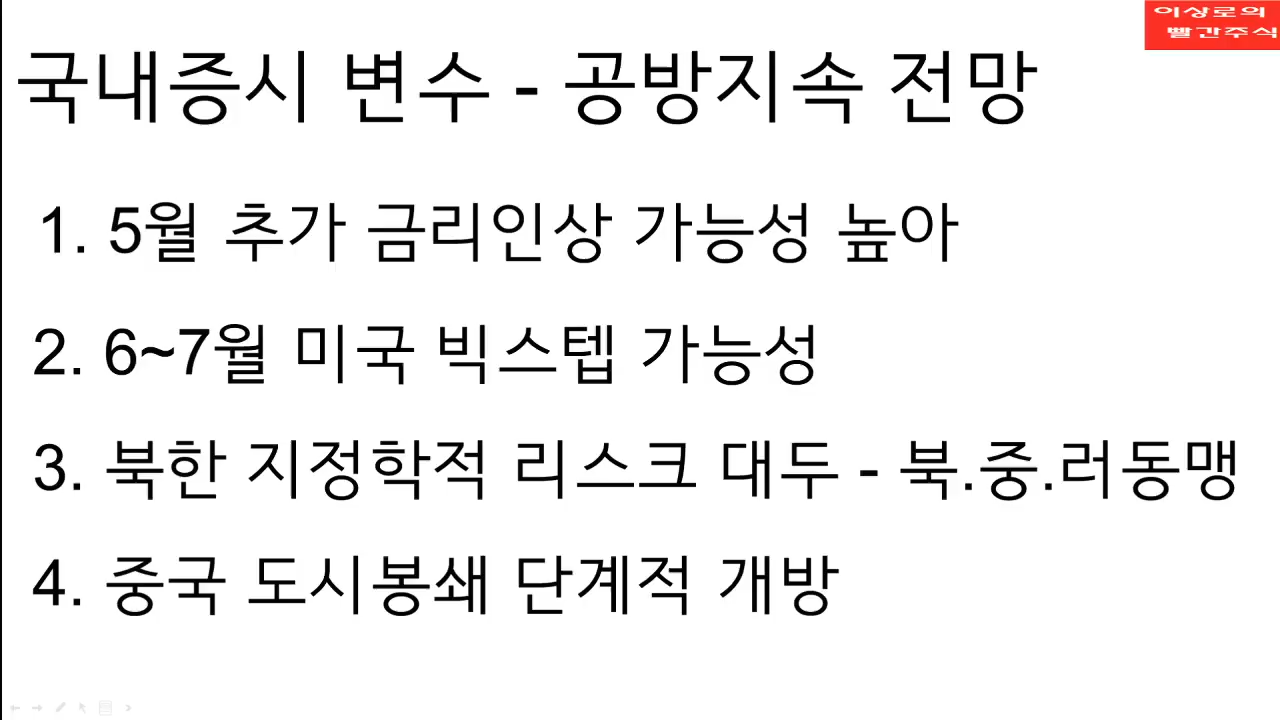 이상로의
빨간주식
국내증시 변수 - 공방지속 전망
1. 5월 추가 금리인상 가능성 높아
2. 6~7월 미국 빅스텝 가능성
3. 북한 지정학적 리스크 대두 - 북.중.러동맹
4. 중국 도시봉쇄 단계적 개방